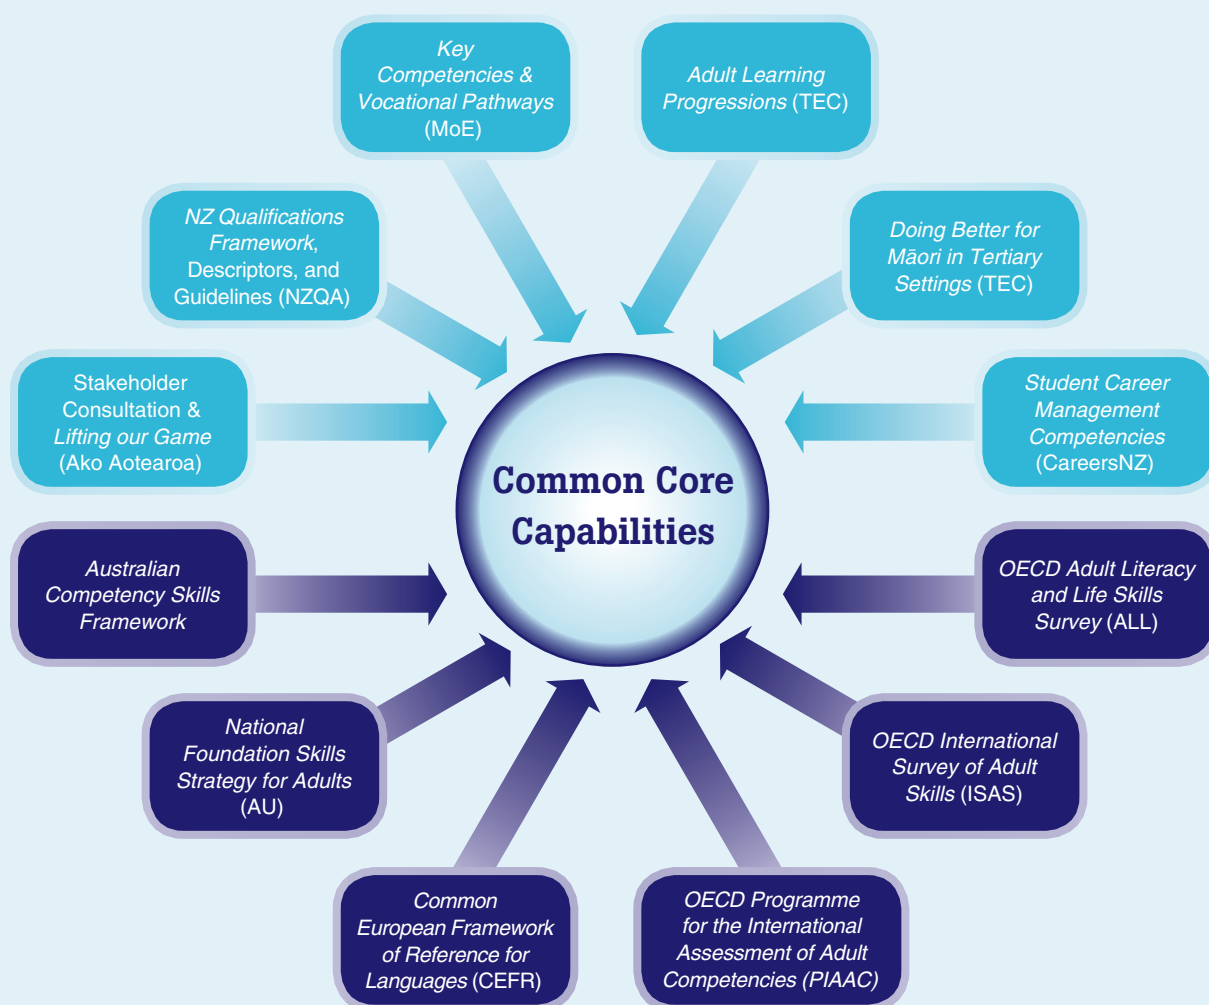 Key
Competencies &
Vocational Pathways
(MoE)
Adult Learning
Progressions (TEC)
NZ Qualifications
Framework,
Descriptors, and
Guidelines (NZQA)
Doing Better for
Māori in Tertiary
Settings (TEC)
Stakeholder
Consultation &
Lifting our Game
(Ako Aotearoa)
Student Career
Management
Competencies
(CareersNZ)
Common Core
Capabilities
Australian
Competency Skills
Framework
OECD Adult Literacy
and Life Skills
Survey (ALL)
National
Foundation Skills
Strategy for Adults
(AU)
OECD International
Survey of Adult
Skills (ISAS)
Common
European Framework
of Reference for
Languages (CEFR)
OECD Programme
for the International
Assessment of Adult
Competencies (PIAAC)